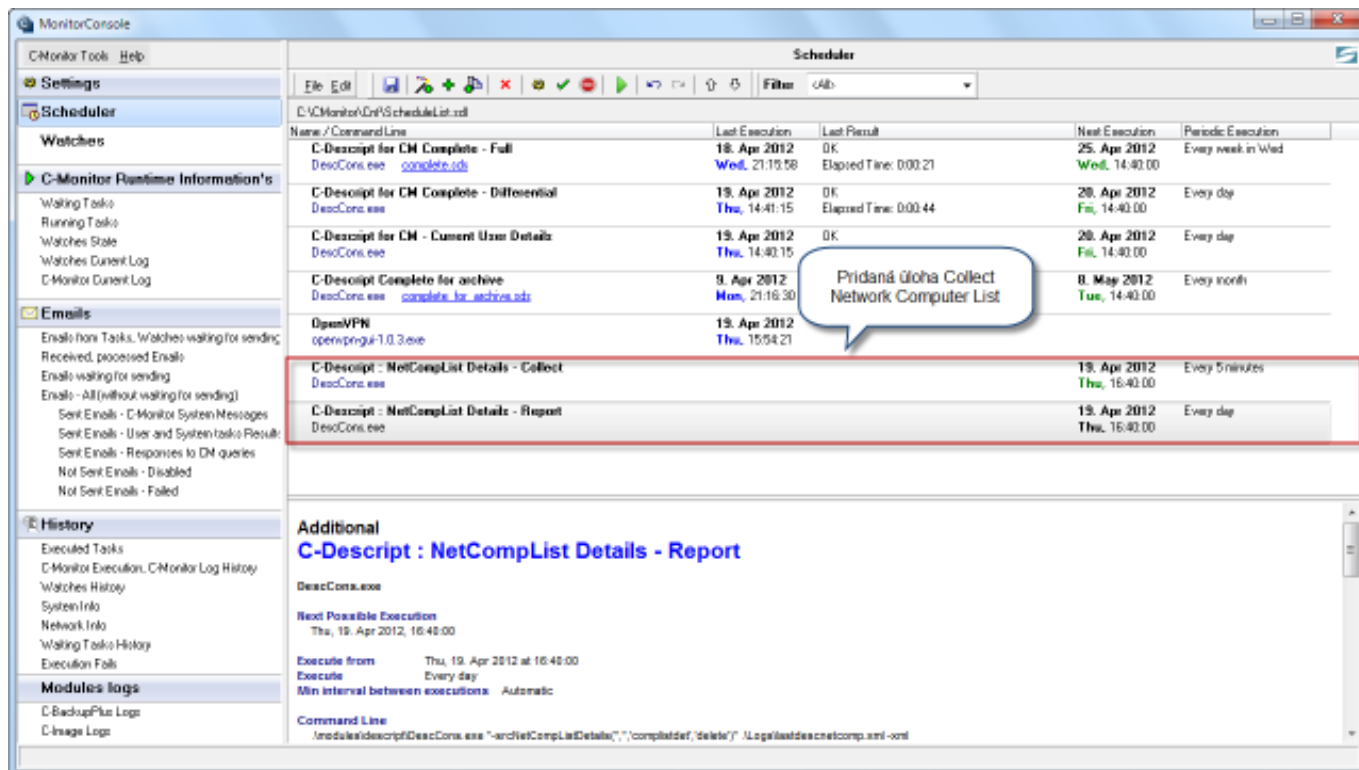 MonitorConsole
C-Monitor Tools Help
Scheduler
Settings
Scheduler
Watches
C-Monitor Runtime Information's
Waiting Tasks
Running Tasks
Watches State
Watches Current Log
C-Monitor Current Log
Emails
Emails from Tasks, Watches waiting for sending
Received, processed Emails
Emails waiting for sending
Emails - All (without waiting for sending)
Sent Emails - C-Monitor System Messages
Sent Emails - User and System tasks Results
Sent Emails - Responses to CM queries
Not Sent Emails - Disabled
Not Sent Emails - Failed
History
Executed Tasks
C-Monitor Execution, C-Monitor Log History
Watches History
System Info
Network Info
Waiting Tasks History
Execution Fails
Modules logs
C-BackupPlus Logs
C-Image Logs
File Edit Filter <All>
C:\CMonitor\Cnf\ScheduleList.sdl
Name / Command Line Last Execution Last Result Next Execution Periodic Execution
C-Descript for CM Complete - Full 18. Apr 2012 OK 25. Apr 2012 Every week in Wed
DescCons.exe complete.sds Wed, 21:15:58 Elapsed Time: 0:00:21 Wed, 14:40:00
C-Descript for CM Complete - Differential 19. Apr 2012 OK 20. Apr 2012 Every day
DescCons.exe Thu, 14:41:15 Elapsed Time: 0:00:44 Fri, 14:40:00
C-Descript for CM - Current User Details 19. Apr 2012 OK 20. Apr 2012 Every day
DescCons.exe Thu, 14:40:15 Fri, 14:40:00
C-Descript Complete for archive 9. Apr 2012 8. May 2012 Every month
DescCons.exe complete_for_archive.sds Mon, 21:16:30 Tue, 14:40:00
Pridaná úloha Collect
Network Computer List
OpenVPN 19. Apr 2012
openvpn-gui-1.0.3.exe Thu, 15:54:21
C-Descript : NetCompList Details - Collect 19. Apr 2012 Every 5 minutes
DescCons.exe Thu, 16:40:00
C-Descript : NetCompList Details - Report 19. Apr 2012 Every day
DescCons.exe Thu, 16:40:00
Additional
C-Descript : NetCompList Details - Report
DescCons.exe
Next Possible Execution
Thu, 19. Apr 2012, 16:40:00
Execute from Thu, 19. Apr 2012 at 16:40:00
Execute Every day
Min interval between executions Automatic
Command Line
.\modules\descript\DescCons.exe "-srcNetCompListDetails('','','complistdef','delete')" .\Logs\lastdescnetcomp.xml -xml